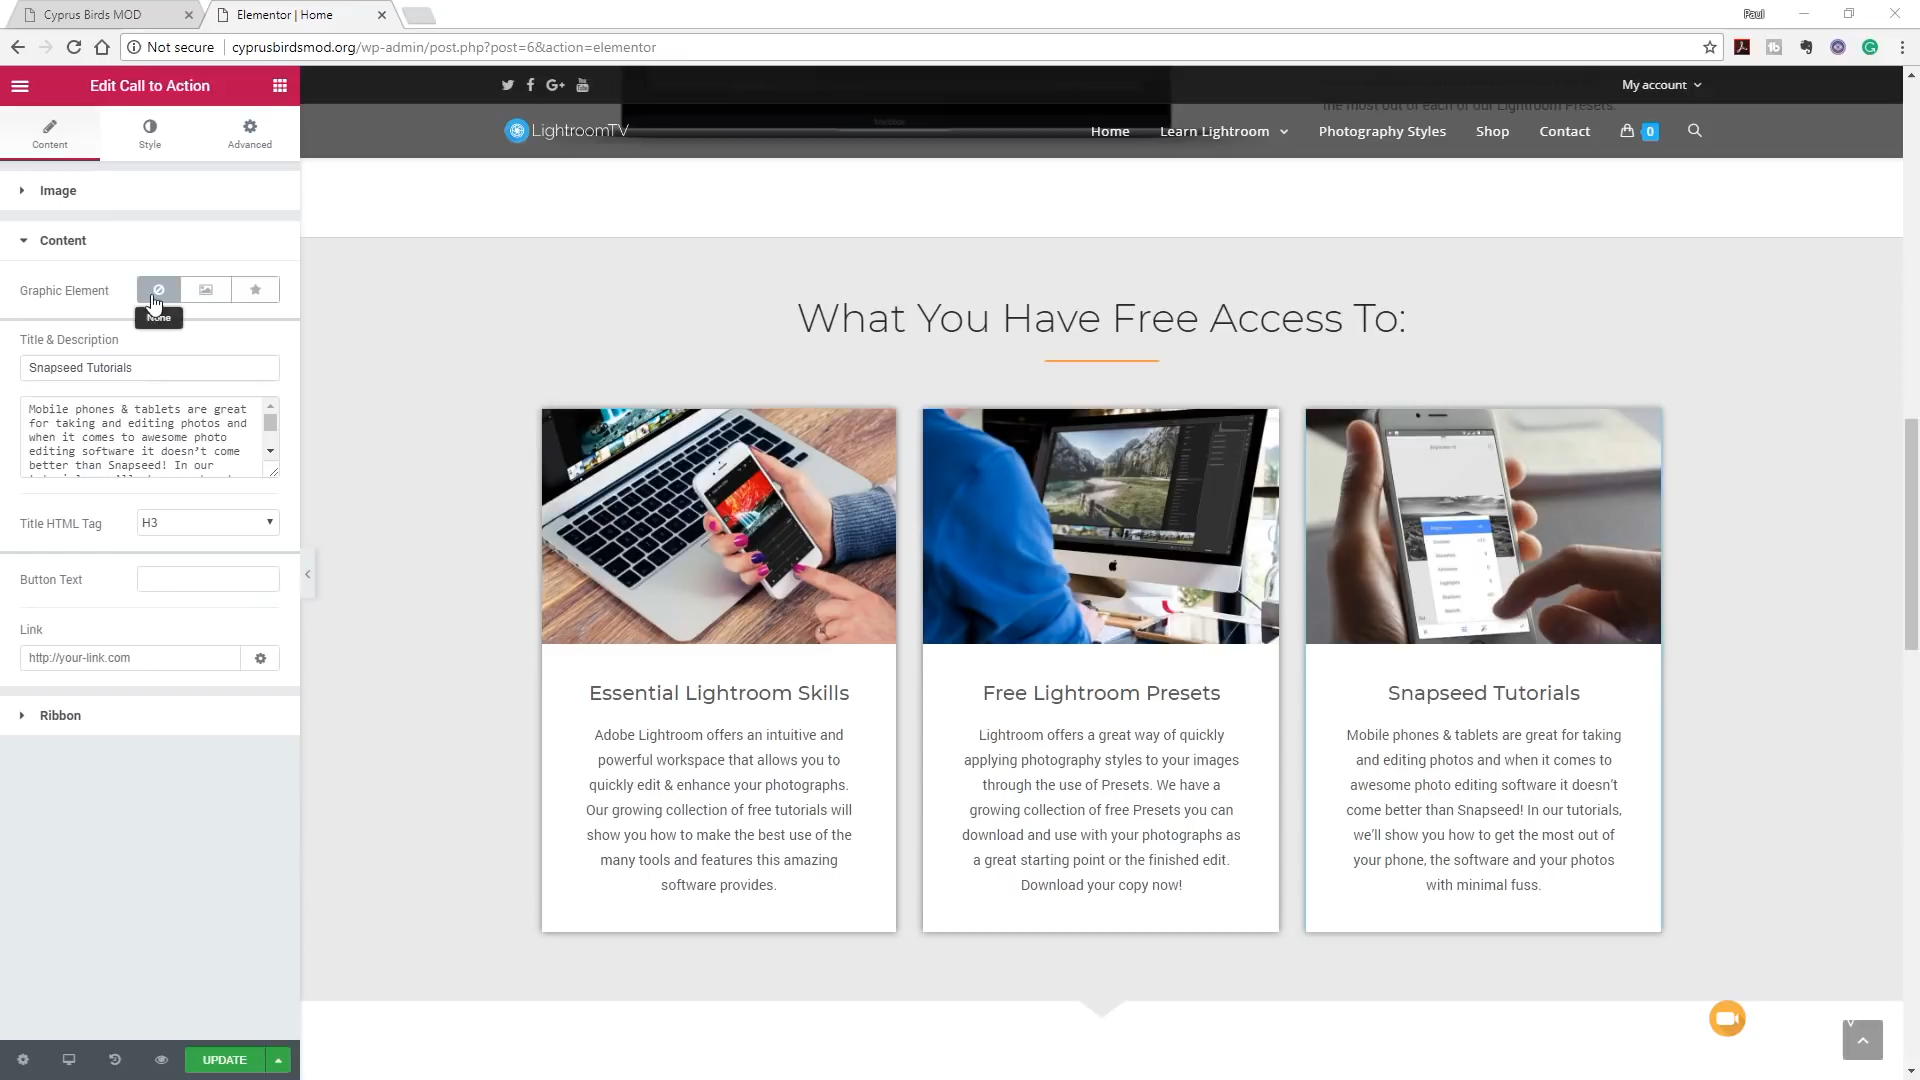 Cyprus Birds MOD
Elementor | Home
Paul
Not secure
cyprusbirdsmod.org/wp-admin/post.php?post=6&action=elementor
Edit Call to Action
Content
Style
Advanced
Image
Content
Graphic Element
None
Title & Description
Snapseed Tutorials
Mobile phones & tablets are great
for taking and editing photos and
when it comes to awesome photo
editing software it doesn’t come
better than Snapseed! In our
Title HTML Tag
H3
Button Text
Link
http://your-link.com
Ribbon
UPDATE
My account
the most out of each of our Lightroom Presets.
LightroomTV
Home
Learn Lightroom
Photography Styles
Shop
Contact
0
What You Have Free Access To:
Essential Lightroom Skills
Adobe Lightroom offers an intuitive and
powerful workspace that allows you to
quickly edit & enhance your photographs.
Our growing collection of free tutorials will
show you how to make the best use of the
many tools and features this amazing
software provides.
Free Lightroom Presets
Lightroom offers a great way of quickly
applying photography styles to your images
through the use of Presets. We have a
growing collection of free Presets you can
download and use with your photographs as
a great starting point or the finished edit.
Download your copy now!
Snapseed Tutorials
Mobile phones & tablets are great for taking
and editing photos and when it comes to
awesome photo editing software it doesn’t
come better than Snapseed! In our tutorials,
we’ll show you how to get the most out of
your phone, the software and your photos
with minimal fuss.